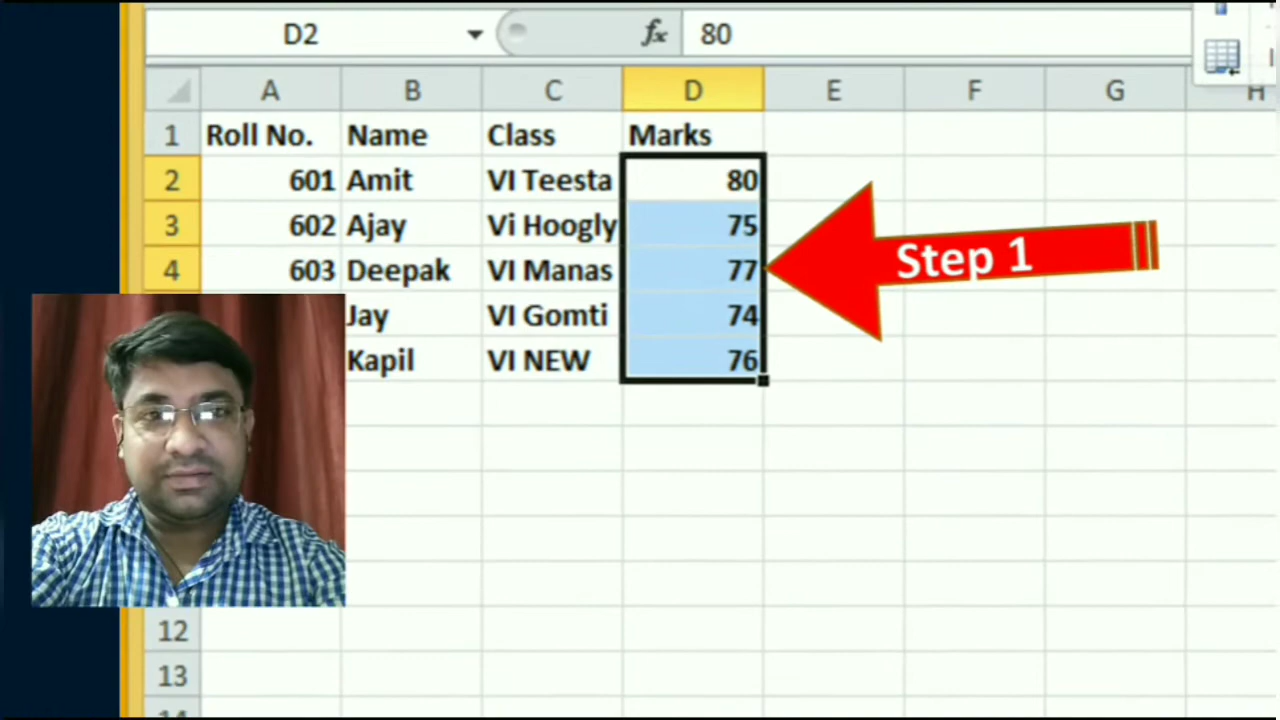 D2 fx 80
A B C D E F G H
1 Roll No. Name Class Marks
2 601 Amit VI Teesta 80
3 602 Ajay Vi Hoogly 75
4 603 Deepak VI Manas 77
Step 1
Jay VI Gomti 74
Kapil VI NEW 76
12
13
14